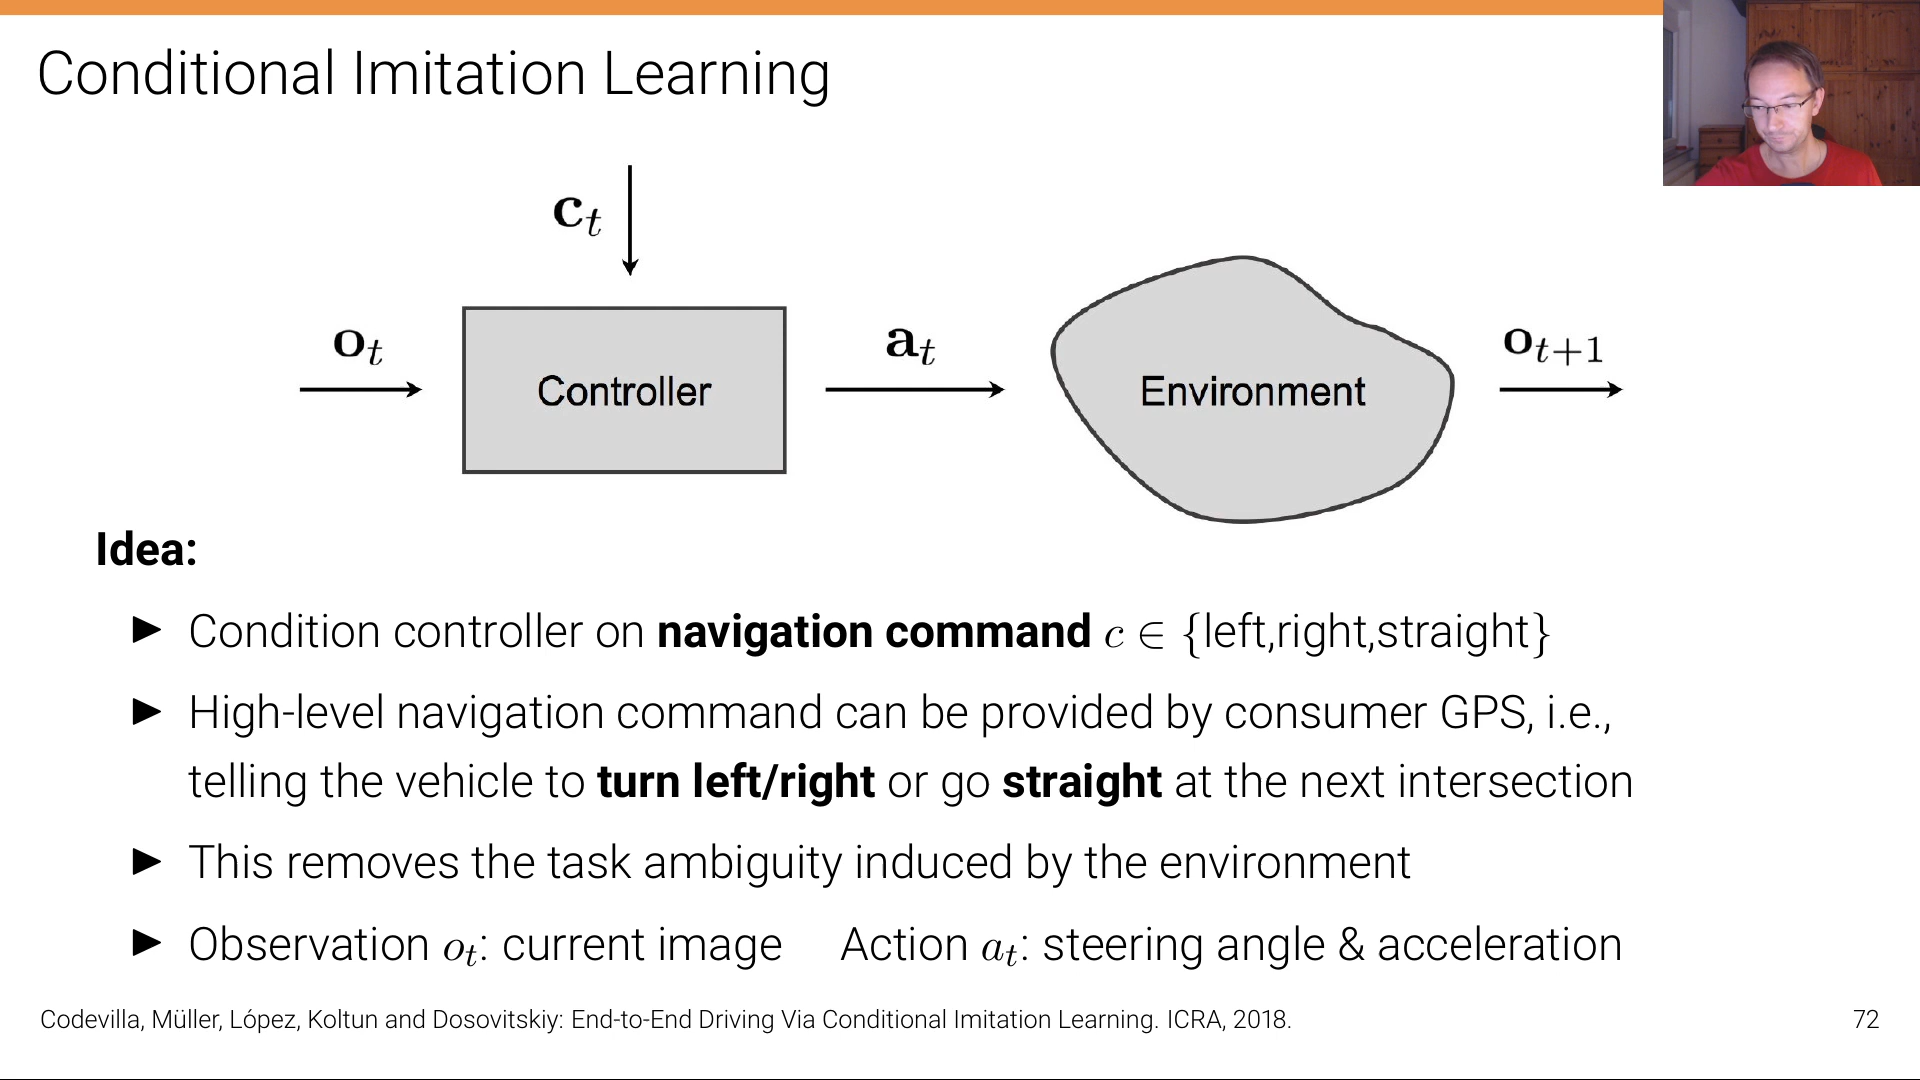 Conditional Imitation Learning
c_t
o_t
Controller
a_t
Environment
o_{t+1}
Idea:
► Condition controller on navigation command c ∈ {left,right,straight}
► High-level navigation command can be provided by consumer GPS, i.e.,
telling the vehicle to turn left/right or go straight at the next intersection
► This removes the task ambiguity induced by the environment
► Observation o_t: current image Action a_t: steering angle & acceleration
Codevilla, Müller, López, Koltun and Dosovitskiy: End-to-End Driving Via Conditional Imitation Learning. ICRA, 2018.
72